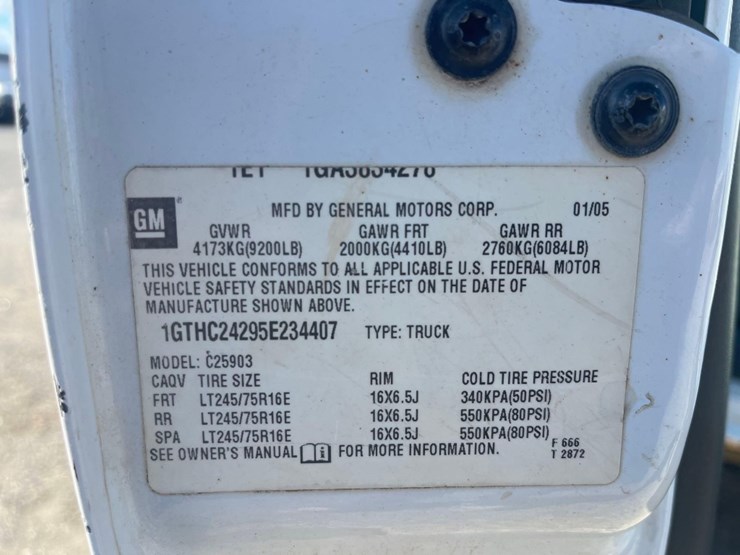 MFD BY GENERAL MOTORS CORP. 01/05
GM
GVWR GAWR FRT GAWR RR
4173KG(9200LB) 2000KG(4410LB) 2760KG(6084LB)
THIS VEHICLE CONFORMS TO ALL APPLICABLE U.S. FEDERAL MOTOR
VEHICLE SAFETY STANDARDS IN EFFECT ON THE DATE OF
MANUFACTURE SHOWN ABOVE.
1GTHC24295E234407 TYPE: TRUCK
MODEL: C25903
CAQV TIRE SIZE RIM COLD TIRE PRESSURE
FRT LT245/75R16E 16X6.5J 340KPA(50PSI)
RR LT245/75R16E 16X6.5J 550KPA(80PSI)
SPA LT245/75R16E 16X6.5J 550KPA(80PSI)
SEE OWNER'S MANUAL i FOR MORE INFORMATION.
F 666
T 2872